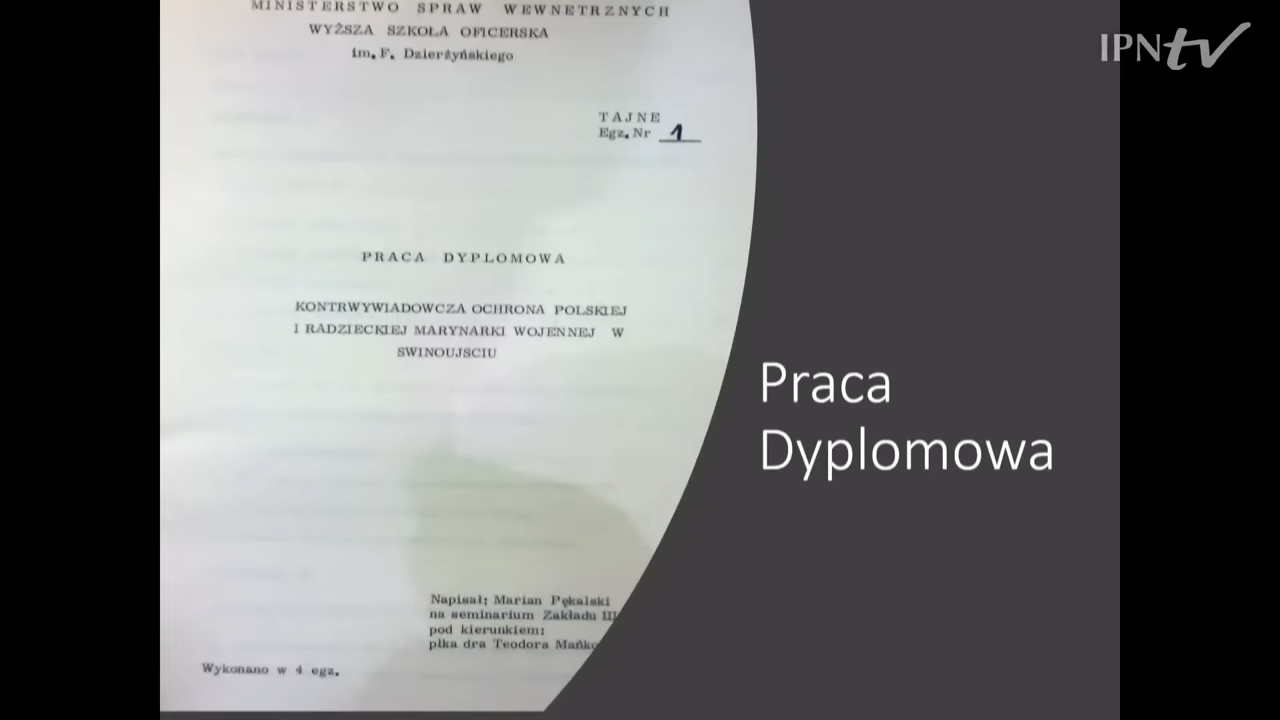 MINISTERSTWO SPRAW WEWNETRZNYCH
WYŻSZA SZKOŁA OFICERSKA
im. F. Dzierżyńskiego
TAJNE
Egz. Nr 1
PRACA DYPLOMOWA
KONTRWYWIADOWCZA OCHRONA POLSKIEJ
I RADZIECKIEJ MARYNARKI WOJENNEJ W
SWINOUJSCIU
Napisał; Marian Pękalski
na seminarium Zakładu III
pod kierunkiem:
płka dra Teodora
Wykonano w 4 egz.
Praca
Dyplomowa
IPNtv